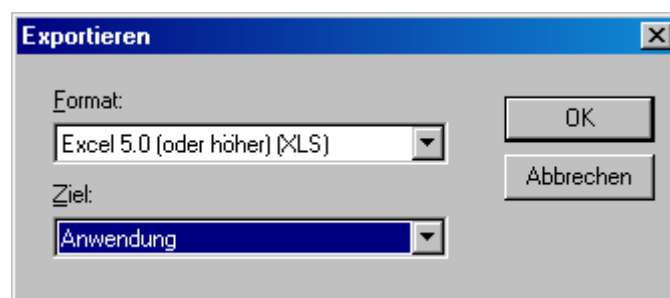 Exportieren
Format:
Excel 5.0 (oder höher) (XLS)
OK
Abbrechen
Ziel:
Anwendung